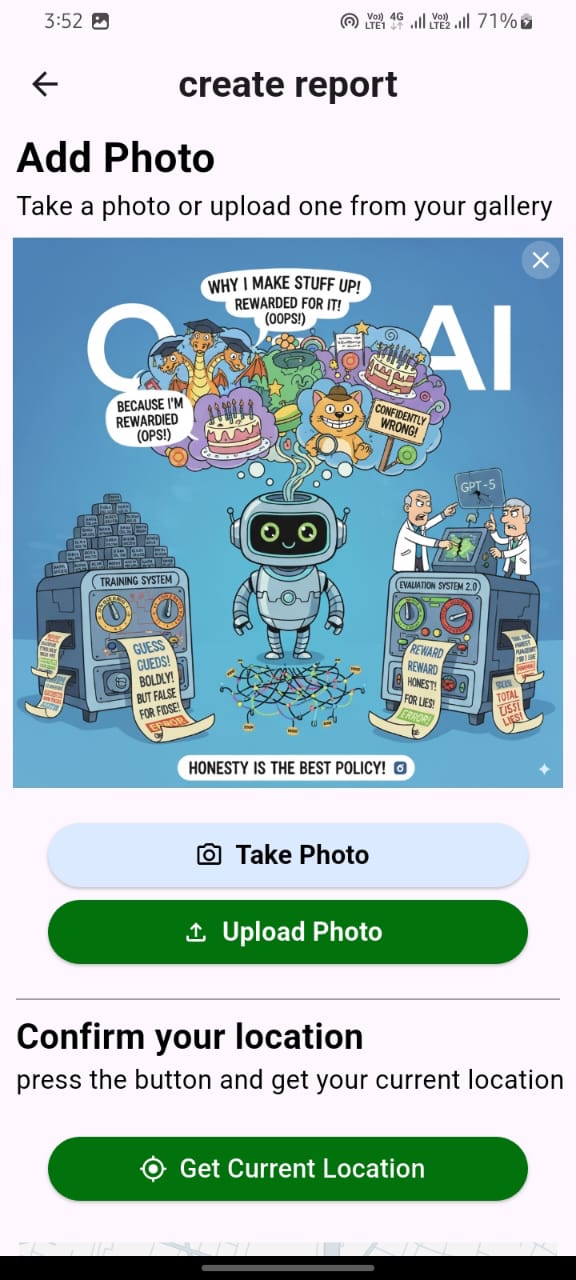 3:52
Vo)) 4G Vo))
LTE1 LTE2 71%
create report
Add Photo
Take a photo or upload one from your gallery
WHY I MAKE STUFF UP!
REWARDED FOR IT!
(OOPS!)
O AI
BECAUSE I'M
REWARDIED
(OPS!)
CONFIDENTLY
WRONG!
GPT-5
TRAINING SYSTEM
EVALUATION SYSTEM 2.0
GUESS
GUEDS!
BOLDLY!
BUT FALSE
FOR FIDSE!
ERROR!
REWARD
REWARD
HONEST!
FOR LIES!
ERROR!
TOTAL
LIES!
HONESTY IS THE BEST POLICY!
Take Photo
Upload Photo
Confirm your location
press the button and get your current location
Get Current Location